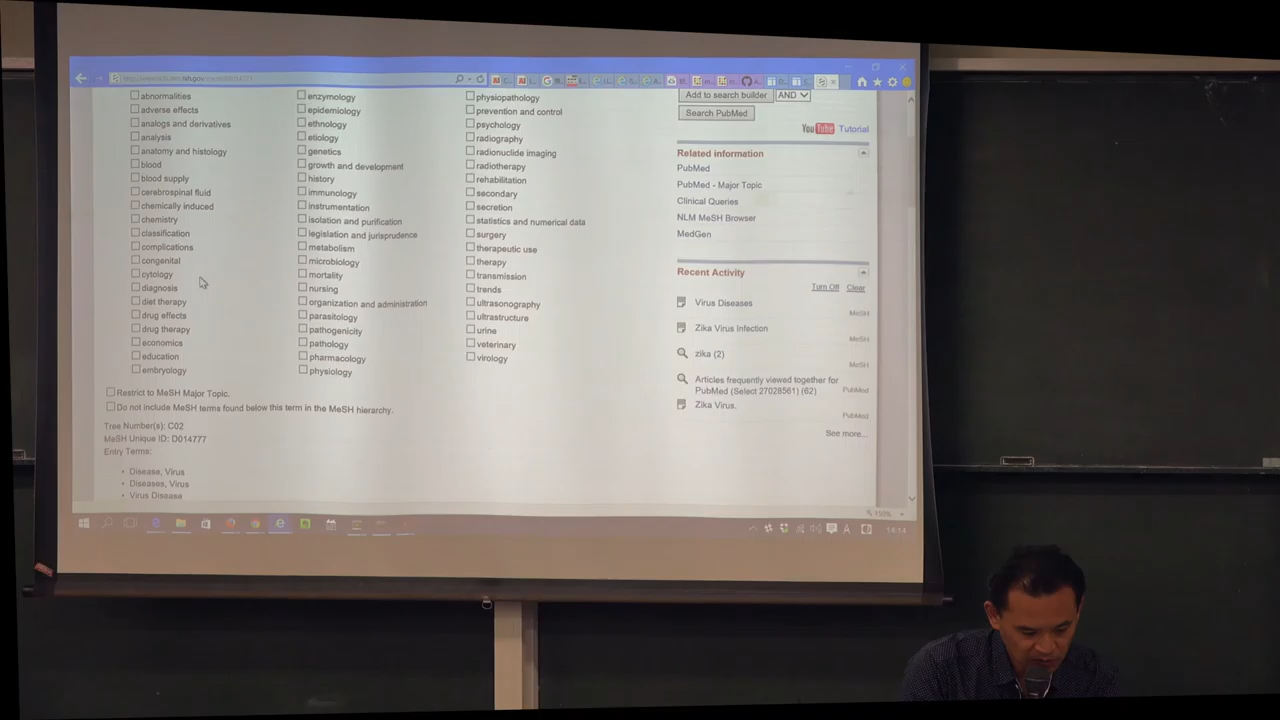 abnormalities
adverse effects
analogs and derivatives
analysis
anatomy and histology
blood
blood supply
cerebrospinal fluid
chemically induced
chemistry
classification
complications
congenital
cytology
diagnosis
diet therapy
drug effects
drug therapy
economics
education
embryology
enzymology
epidemiology
ethnology
etiology
genetics
growth and development
history
immunology
instrumentation
isolation and purification
legislation and jurisprudence
metabolism
microbiology
mortality
nursing
organization and administration
parasitology
pathogenicity
pathology
pharmacology
physiology
physiopathology
prevention and control
psychology
radiography
radionuclide imaging
radiotherapy
rehabilitation
secondary
secretion
statistics and numerical data
surgery
therapeutic use
therapy
transmission
trends
ultrasonography
ultrastructure
urine
veterinary
virology
Restrict to MeSH Major Topic.
Do not include MeSH terms found below this term in the MeSH hierarchy.
Tree Number(s): C02
MeSH Unique ID: D014777
Entry Terms:
Disease, Virus
Diseases, Virus
Virus Disease
Add to search builder AND
Search PubMed
YouTube Tutorial
Related information
PubMed
PubMed - Major Topic
Clinical Queries
NLM MeSH Browser
MedGen
Recent Activity
Turn Off Clear
Virus Diseases
MeSH
Zika Virus Infection
MeSH
zika (2)
MeSH
Articles frequently viewed together for
PubMed (Select 27028561) (62)
PubMed
Zika Virus.
PubMed
See more...
150%
A
14:14